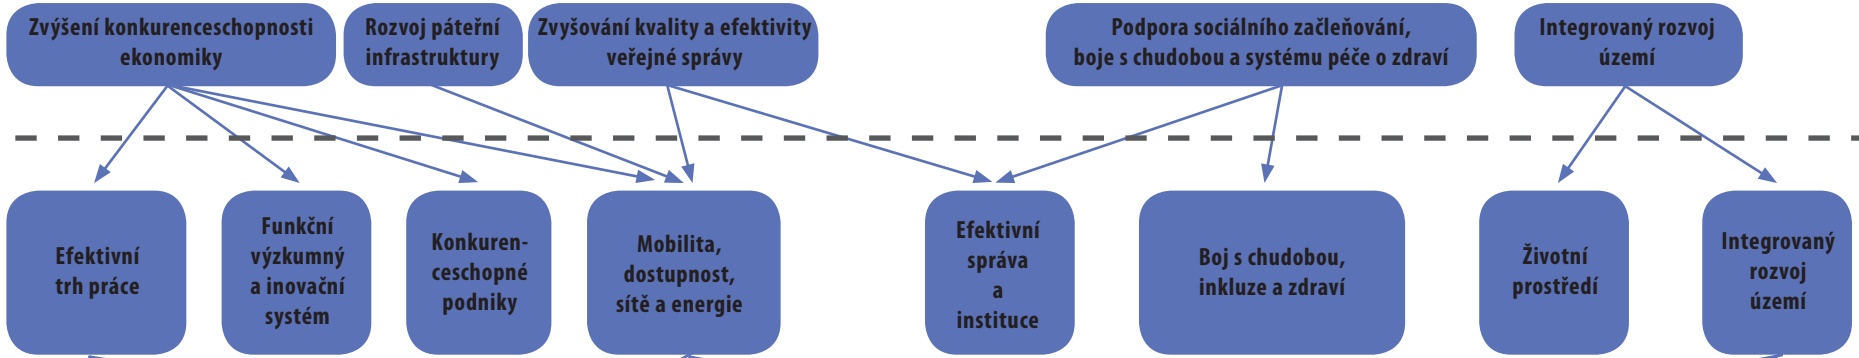 Zvýšení konkurenceschopnosti
ekonomiky
Rozvoj páteřní
infrastruktury
Zvyšování kvality a efektivity
veřejné správy
Podpora sociálního začleňování,
boje s chudobou a systému péče o zdraví
Integrovaný rozvoj
území
Efektivní
trh práce
Funkční
výzkumný
a inovační
systém
Konkuren-
ceschopné
podniky
Mobilita,
dostupnost,
sítě a energie
Efektivní
správa
a
instituce
Boj s chudobou,
inkluze a zdraví
Životní
prostředí
Integrovaný
rozvoj
území